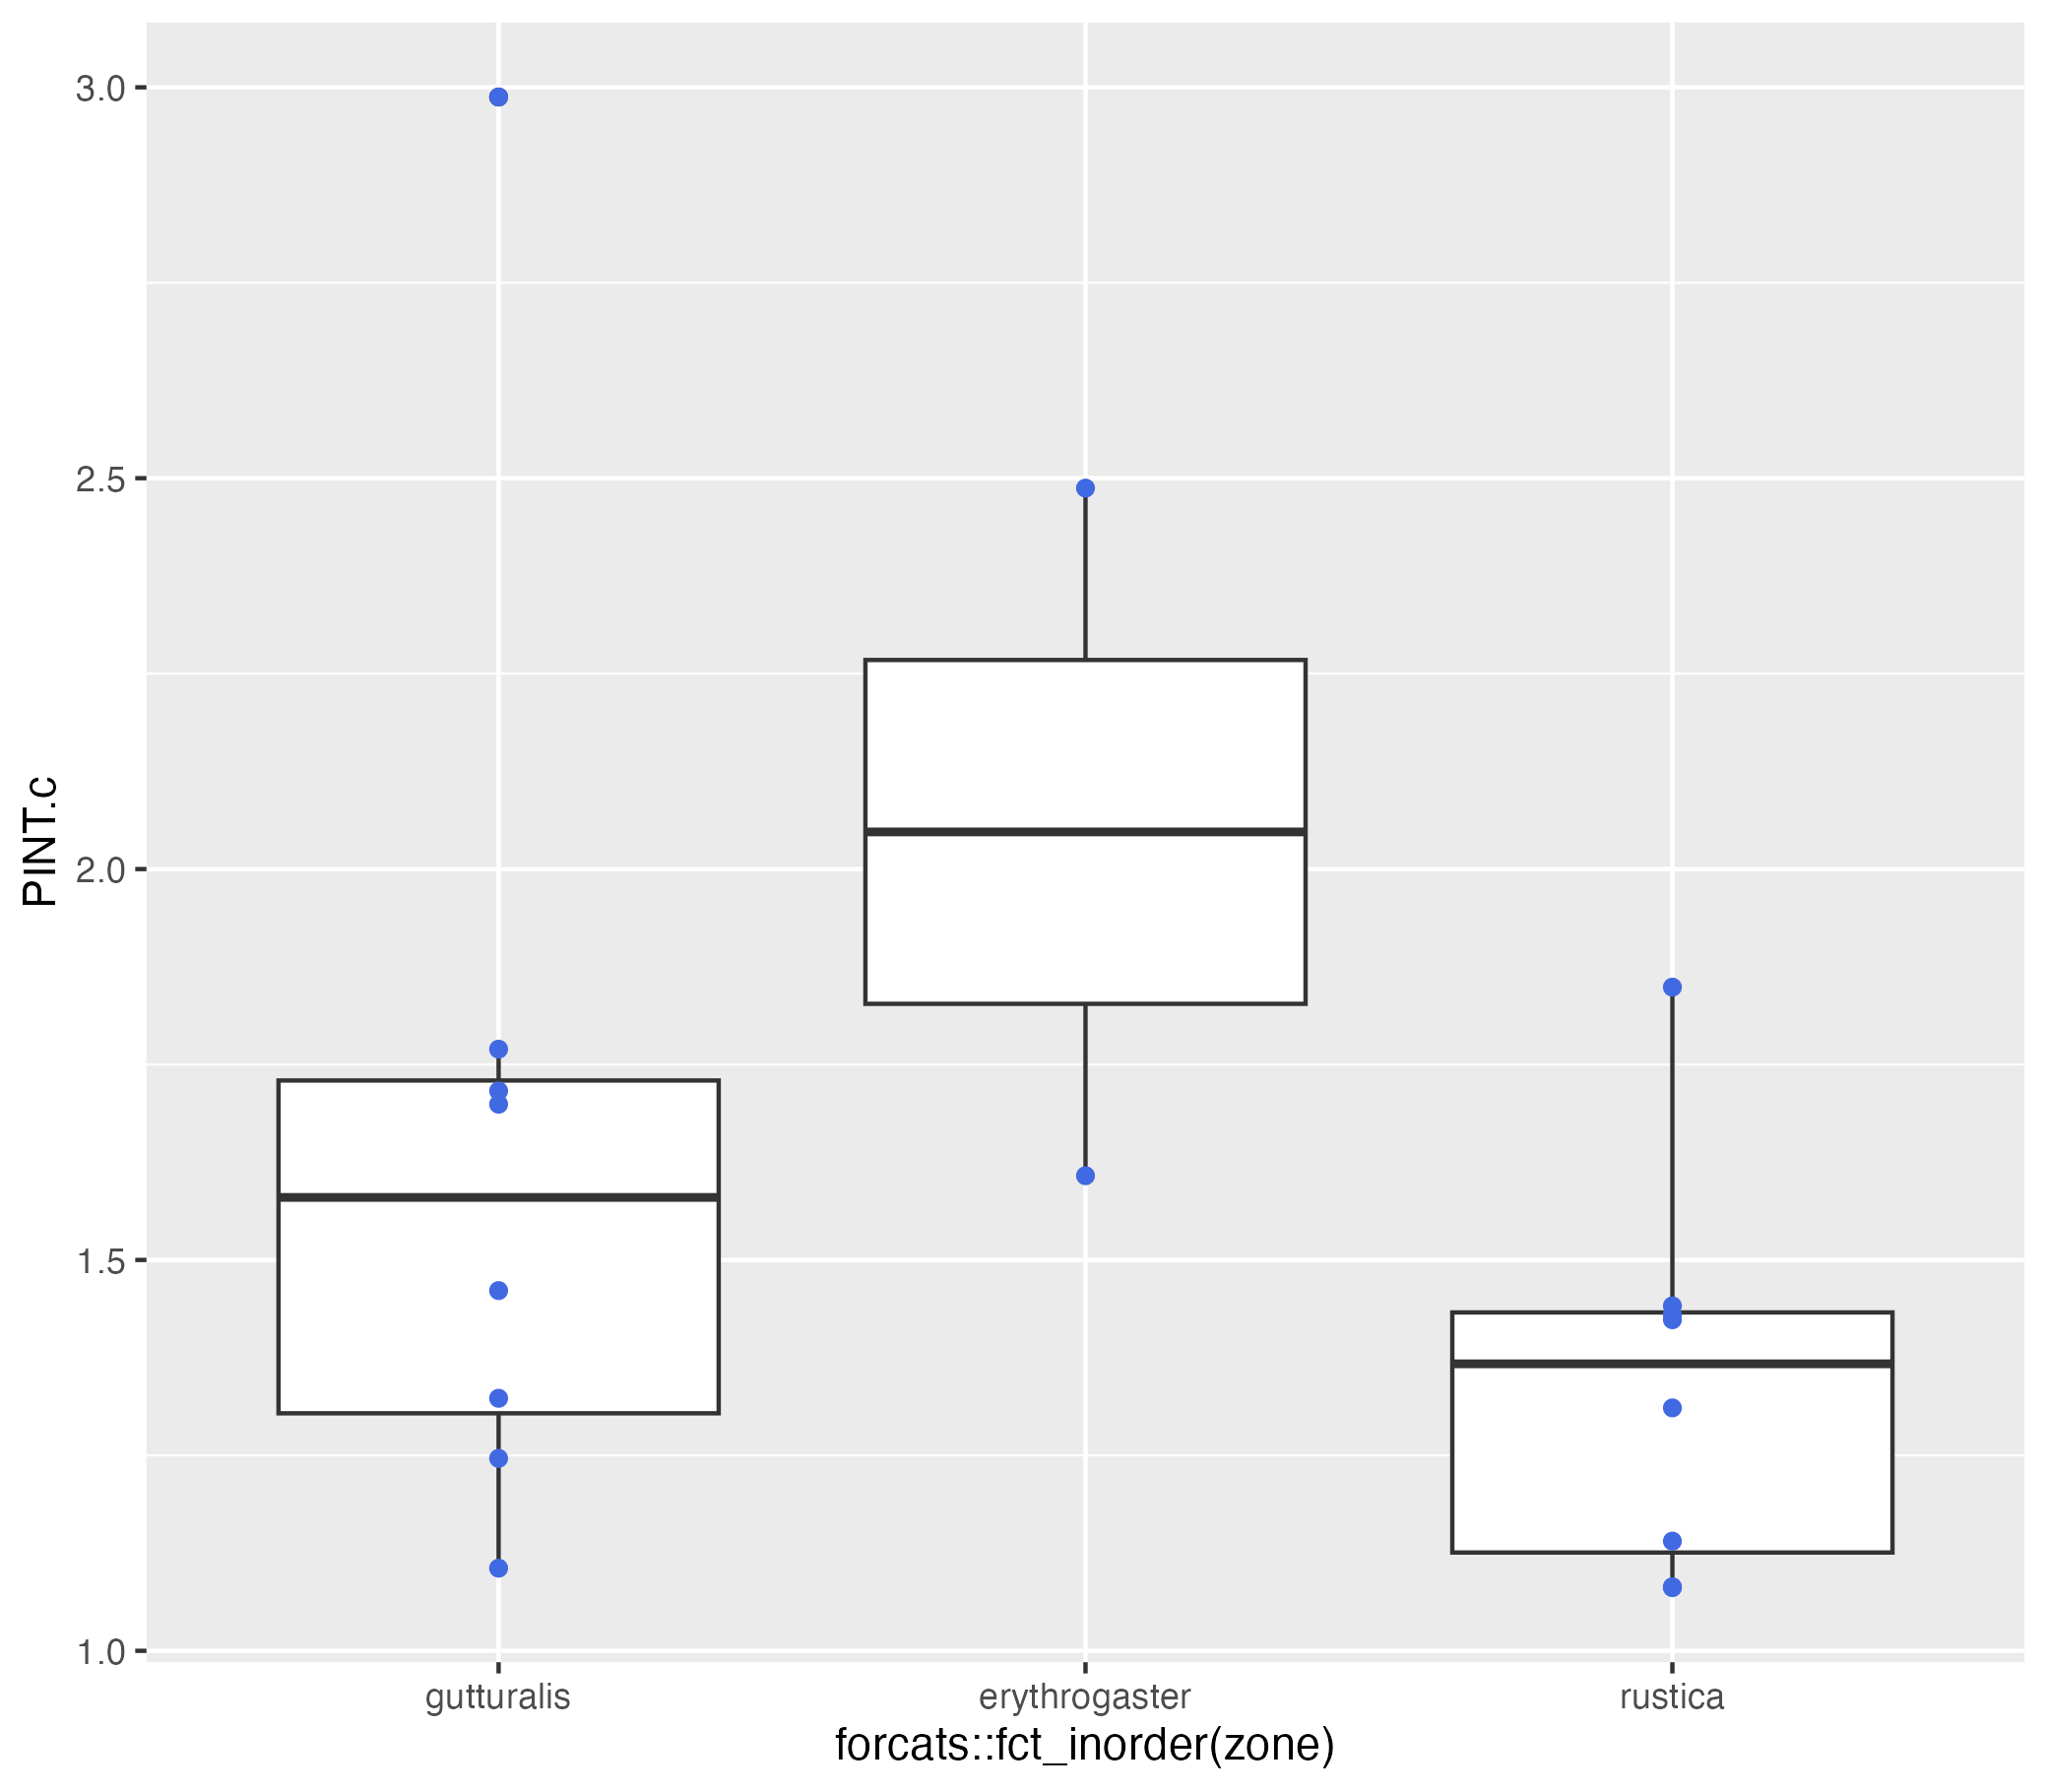 3.0
2.5
2.0
1.5
1.0
PINT.c
gutturalis erythrogaster rustica
forcats::fct_inorder(zone)